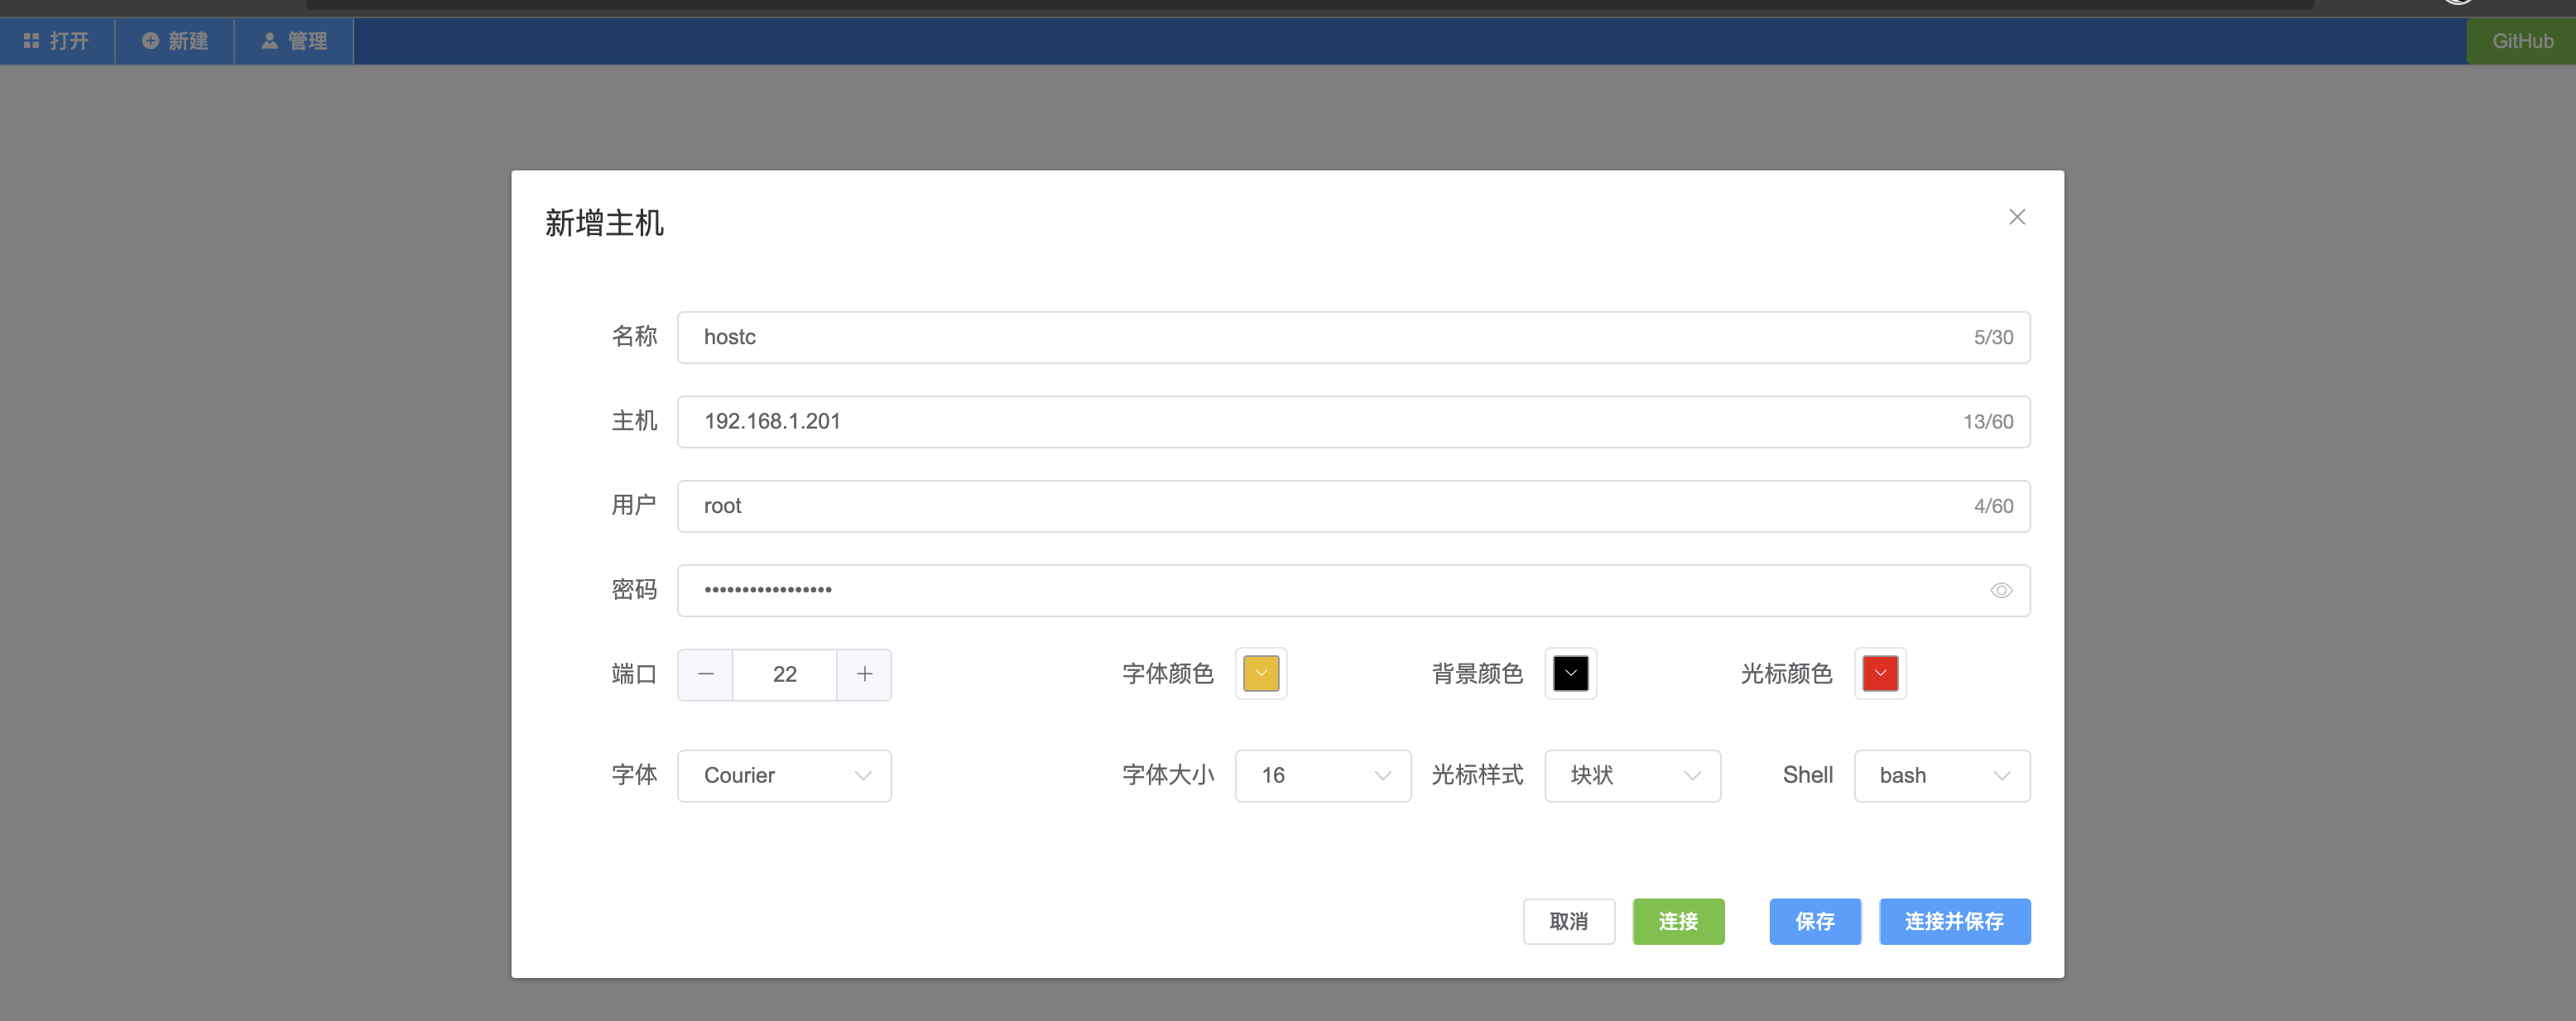 打开 新建 管理 GitHub
新增主机
名称 hostc 5/30
主机 192.168.1.201 13/60
用户 root 4/60
密码 •••••••••••••••••
端口 22 字体颜色 背景颜色 光标颜色
字体 Courier 字体大小 16 光标样式 块状 Shell bash
取消 连接 保存 连接并保存